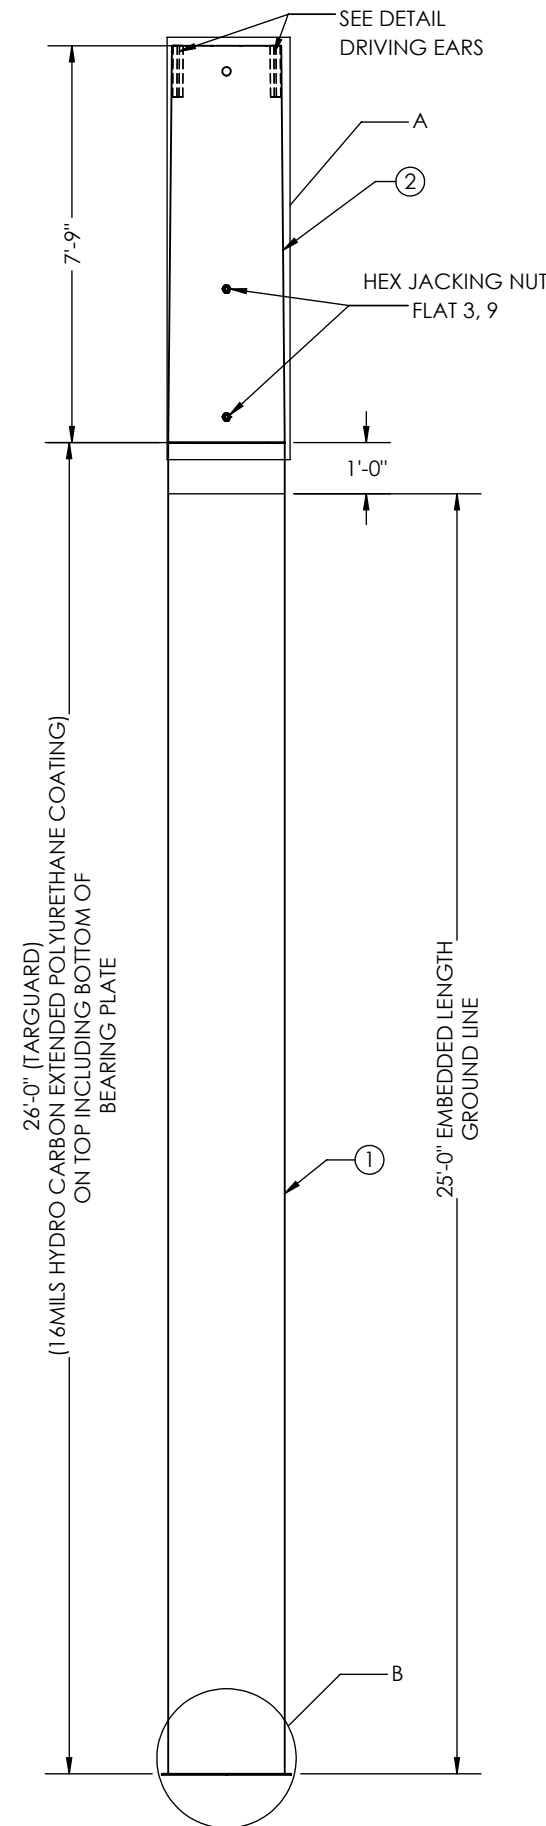 SEE DETAIL
DRIVING EARS
A
2
7'-9"
HEX JACKING NUT
FLAT 3, 9
1'-0"
26'-0" (TARGUARD)
(16MILS HYDRO CARBON EXTENDED POLYURETHANE COATING)
ON TOP INCLUDING BOTTOM OF
BEARING PLATE
25'-0" EMBEDDED LENGTH
GROUND LINE
1
B